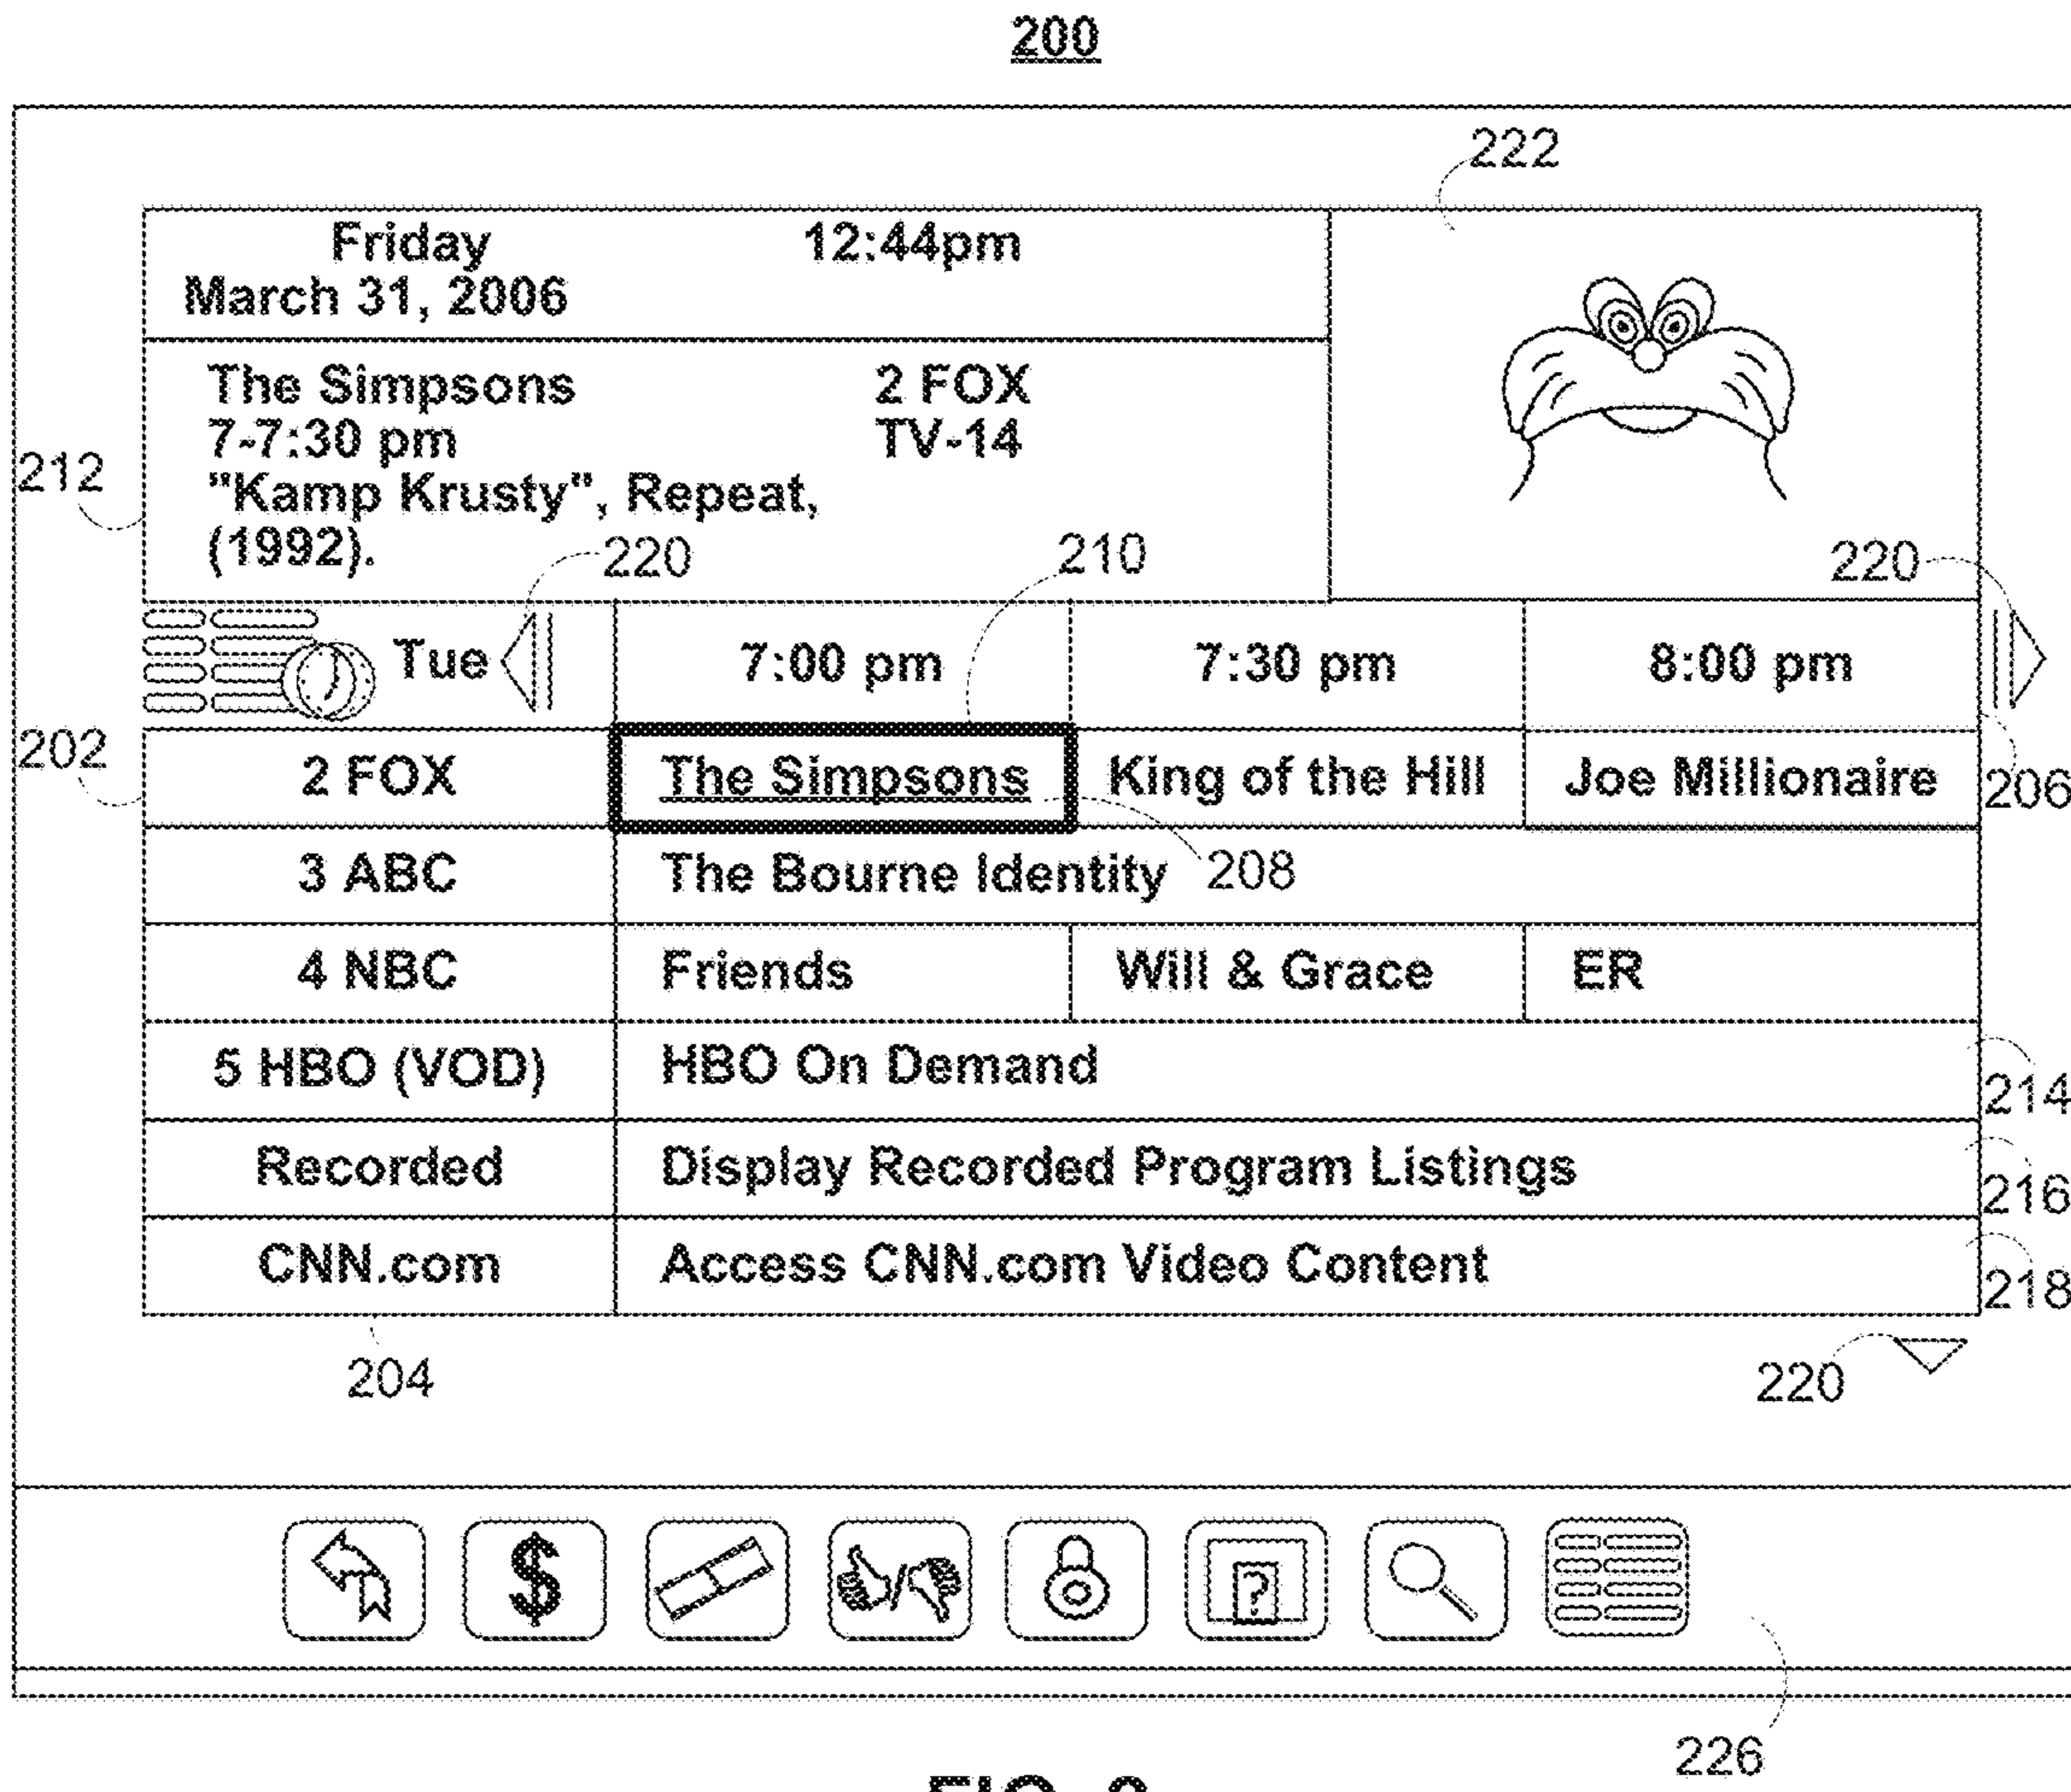 200
222
Friday 12:44pm
March 31, 2006
The Simpsons 2 FOX
7-7:30 pm TV-14
212
"Kamp Krusty", Repeat,
(1992).
220 210 220
Tue 7:00 pm 7:30 pm 8:00 pm
202
2 FOX The Simpsons King of the Hill Joe Millionaire
206
3 ABC The Bourne Identity 208
4 NBC Friends Will & Grace ER
5 HBO (VOD) HBO On Demand
214
Recorded Display Recorded Program Listings
216
CNN.com Access CNN.com Video Content
218
204 220
$ / ?
226